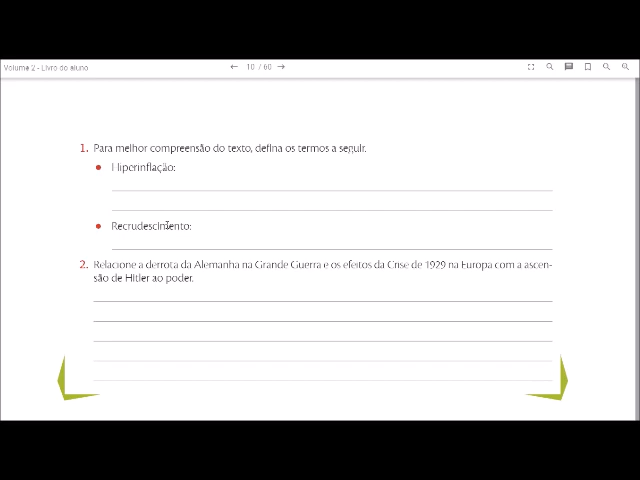 Volume 2 - Livro do aluno
10 / 60
1. Para melhor compreensão do texto, defina os termos a seguir.
• Hiperinflação:
• Recrudescimento:
2. Relacione a derrota da Alemanha na Grande Guerra e os efeitos da Crise de 1929 na Europa com a ascen-
são de Hitler ao poder.